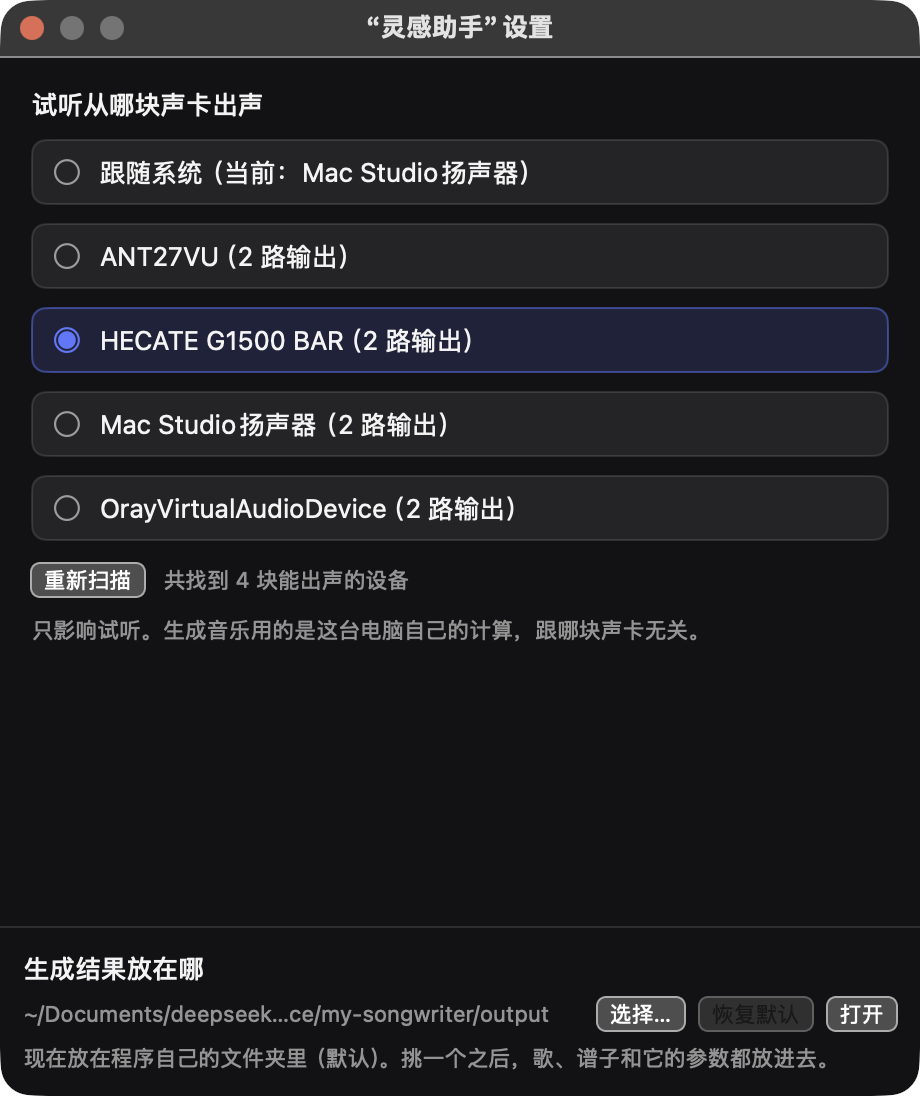 “灵感助手” 设置
试听从哪块声卡出声
跟随系统（当前：Mac Studio扬声器）
ANT27VU (2 路输出)
HECATE G1500 BAR (2 路输出)
Mac Studio扬声器（2 路输出）
OrayVirtualAudioDevice (2 路输出)
重新扫描 共找到 4 块能出声的设备
只影响试听。生成音乐用的是这台电脑自己的计算，跟哪块声卡无关。
生成结果放在哪
~/Documents/deepseek...ce/my-songwriter/output 选择... 恢复默认 打开
现在放在程序自己的文件夹里（默认）。挑一个之后，歌、谱子和它的参数都放进去。